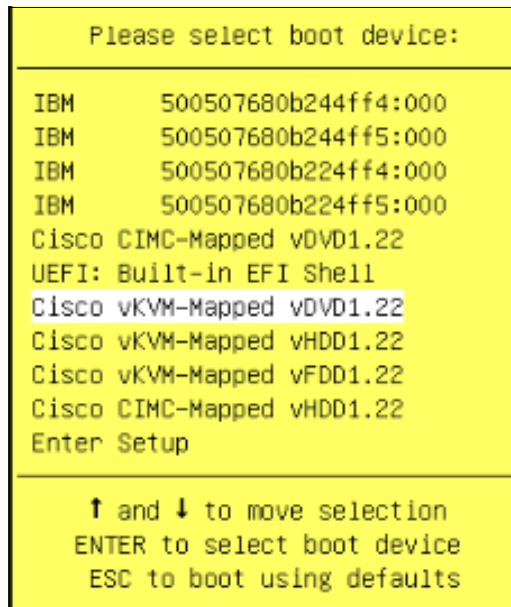 Please select boot device:
IBM 500507680b244ff4:000
IBM 500507680b244ff5:000
IBM 500507680b224ff4:000
IBM 500507680b224ff5:000
Cisco CIMC-Mapped vDVD1.22
UEFI: Built-in EFI Shell
Cisco vKVM-Mapped vDVD1.22
Cisco vKVM-Mapped vHDD1.22
Cisco vKVM-Mapped vFDD1.22
Cisco CIMC-Mapped vHDD1.22
Enter Setup
↑ and ↓ to move selection
ENTER to select boot device
ESC to boot using defaults